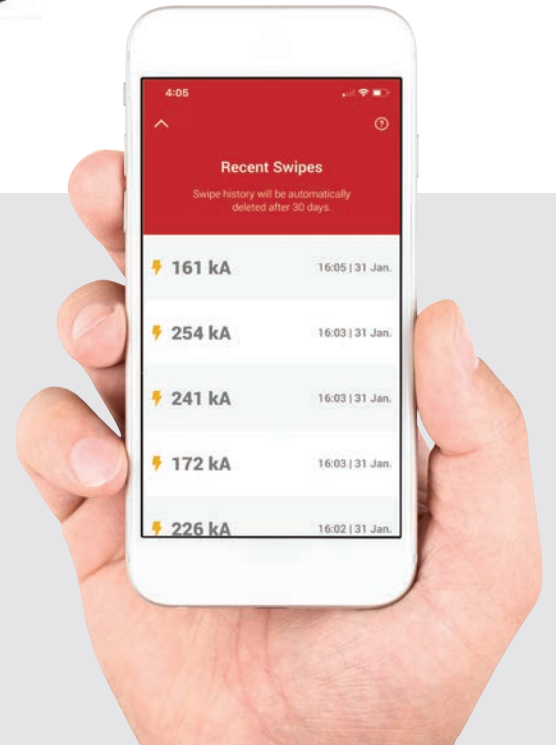 4:05
?
Recent Swipes
Swipe history will be automatically
deleted after 30 days.
161 kA 16:05 | 31 Jan.
254 kA 16:03 | 31 Jan.
241 kA 16:03 | 31 Jan.
172 kA 16:03 | 31 Jan.
226 kA 16:02 | 31 Jan.